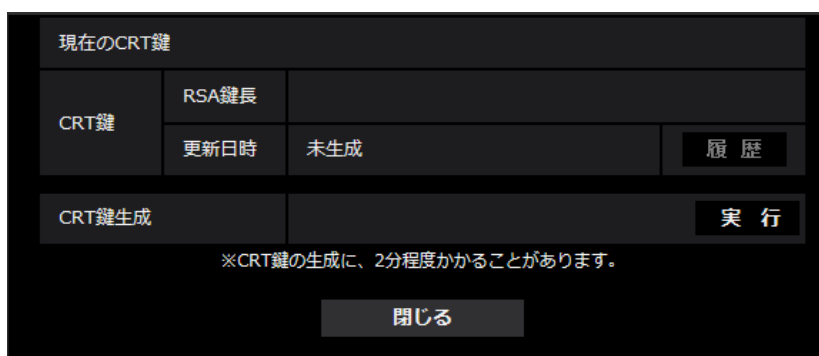 現在のCRT鍵
CRT鍵
RSA鍵長
更新日時 未生成 履 歴
CRT鍵生成 実 行
※CRT鍵の生成に、2分程度かかることがあります。
閉じる